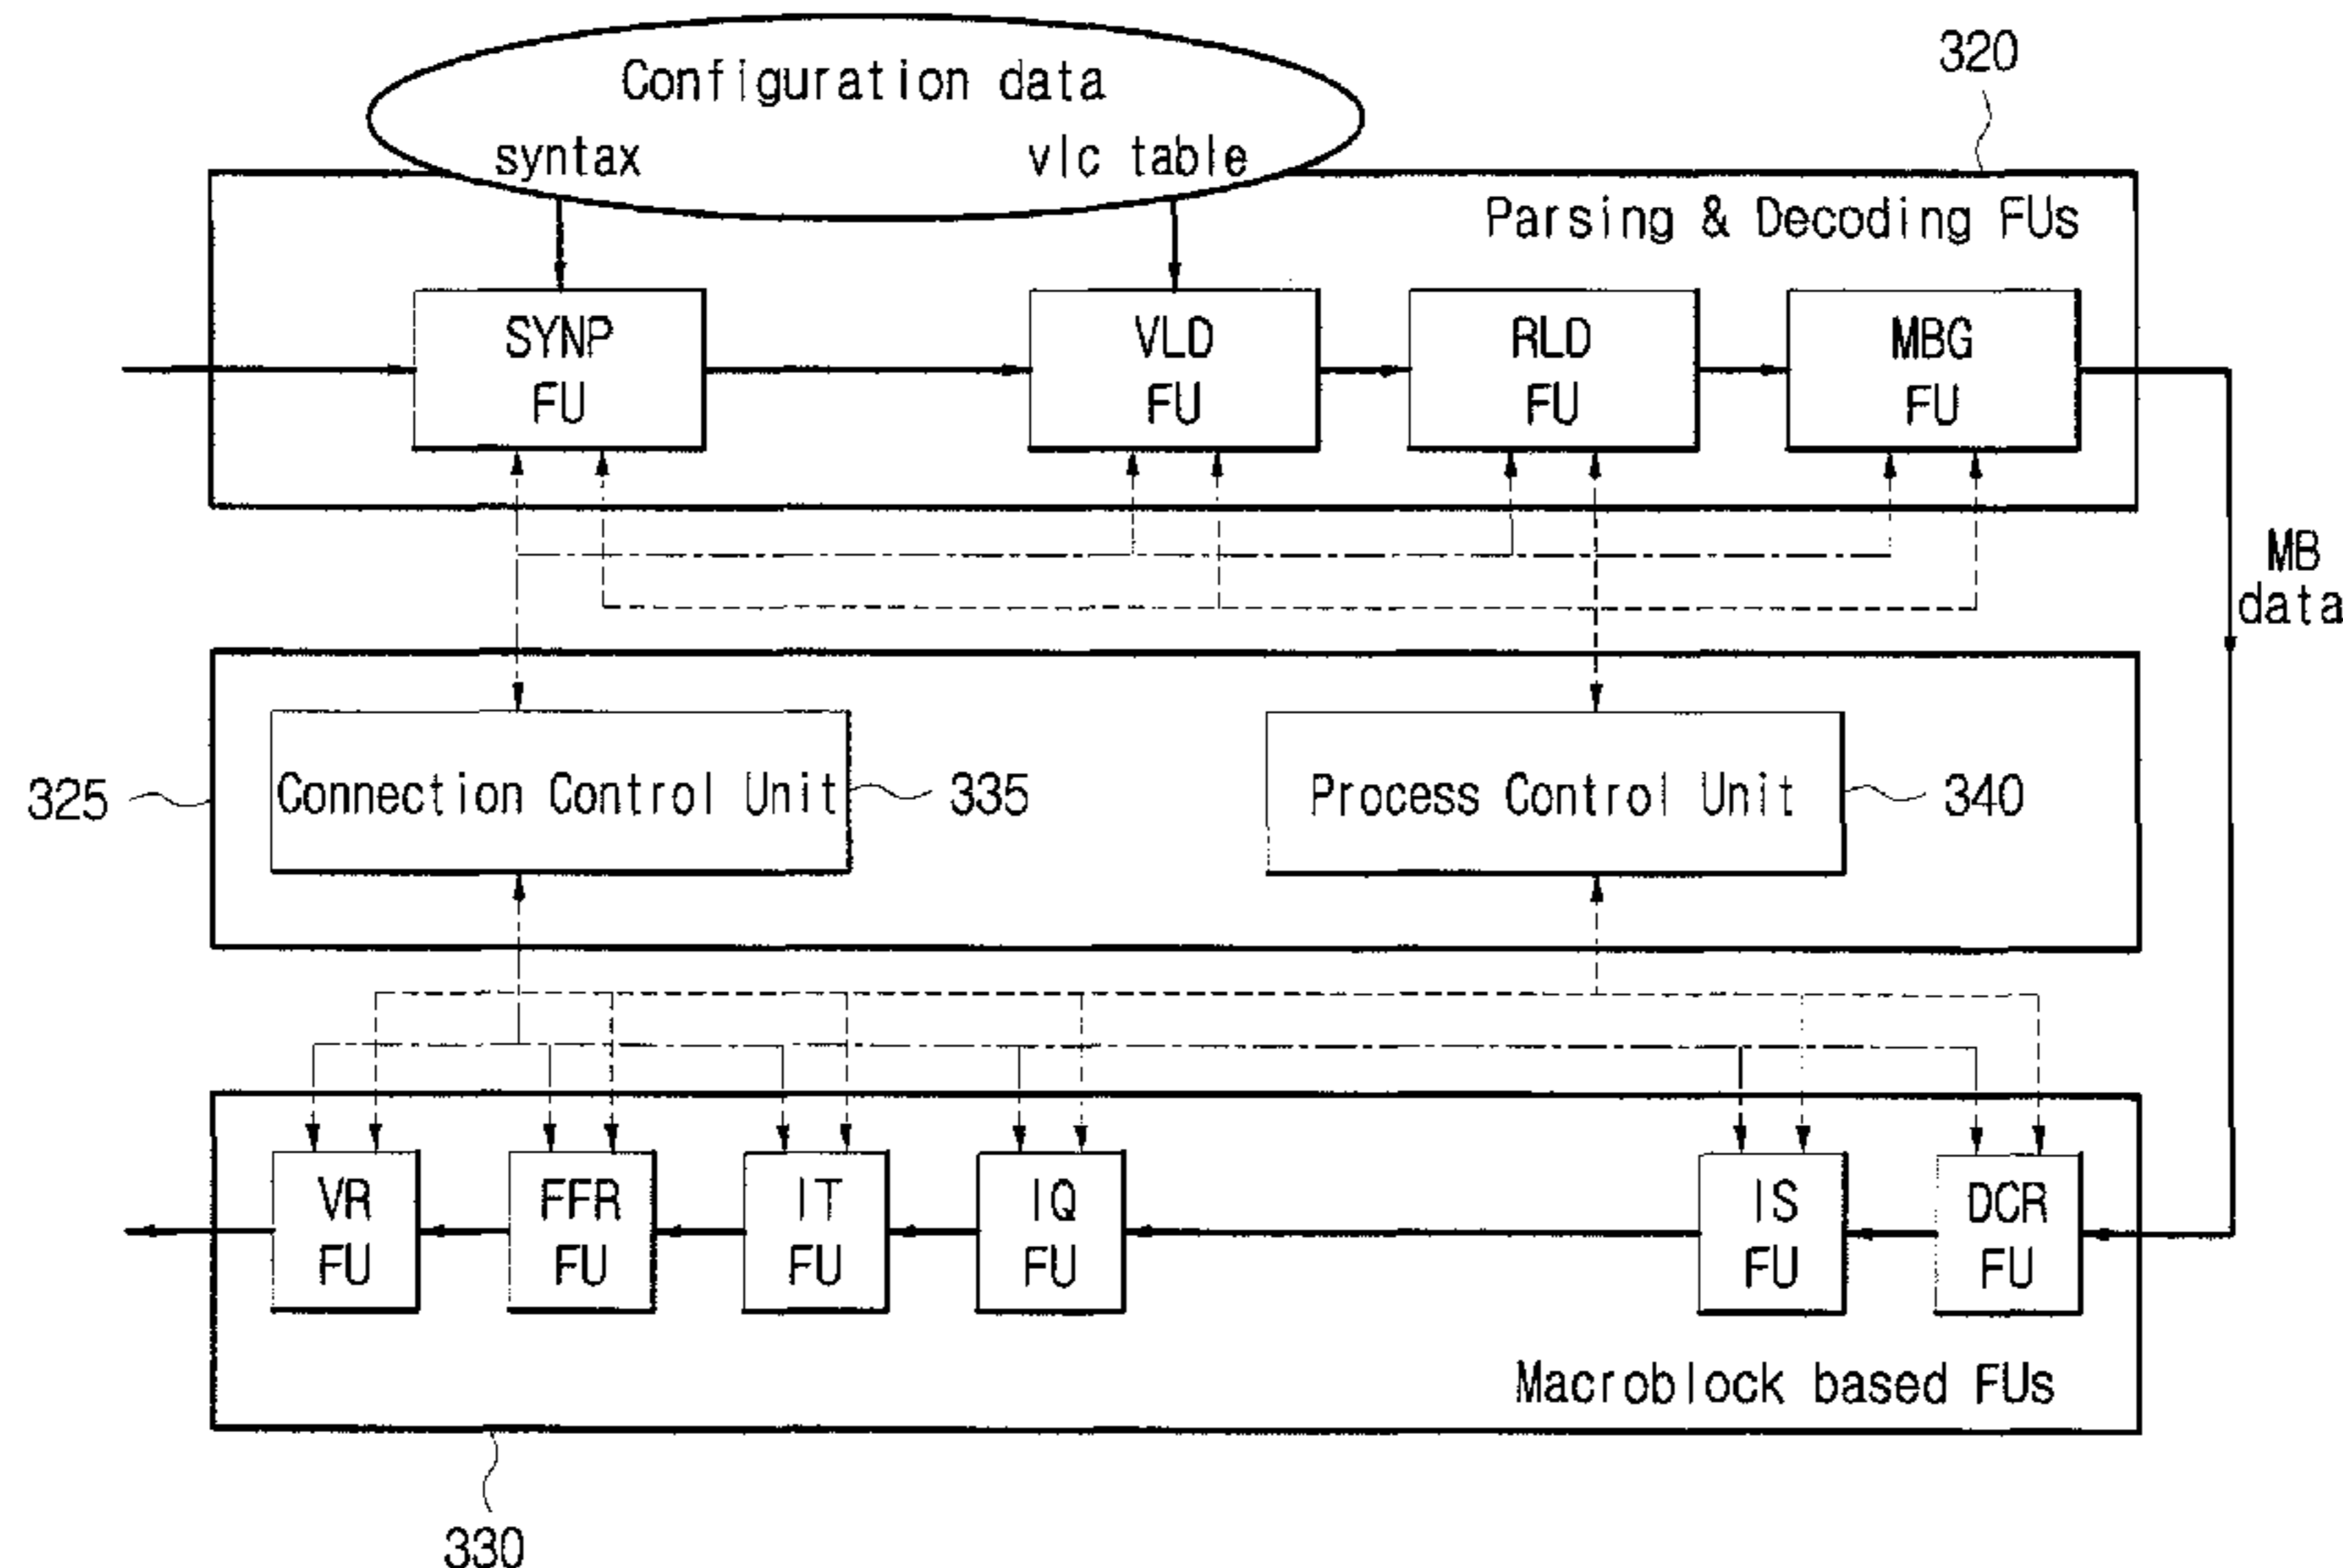 Configuration data
syntax
vlc table
320
Parsing & Decoding FUs
SYNP
FU
VLD
FU
RLD
FU
MBG
FU
MB
data
325
Connection Control Unit
335
Process Control Unit
340
VR
FU
FFR
FU
IT
FU
IQ
FU
IS
FU
DCR
FU
Macroblock based FUs
330